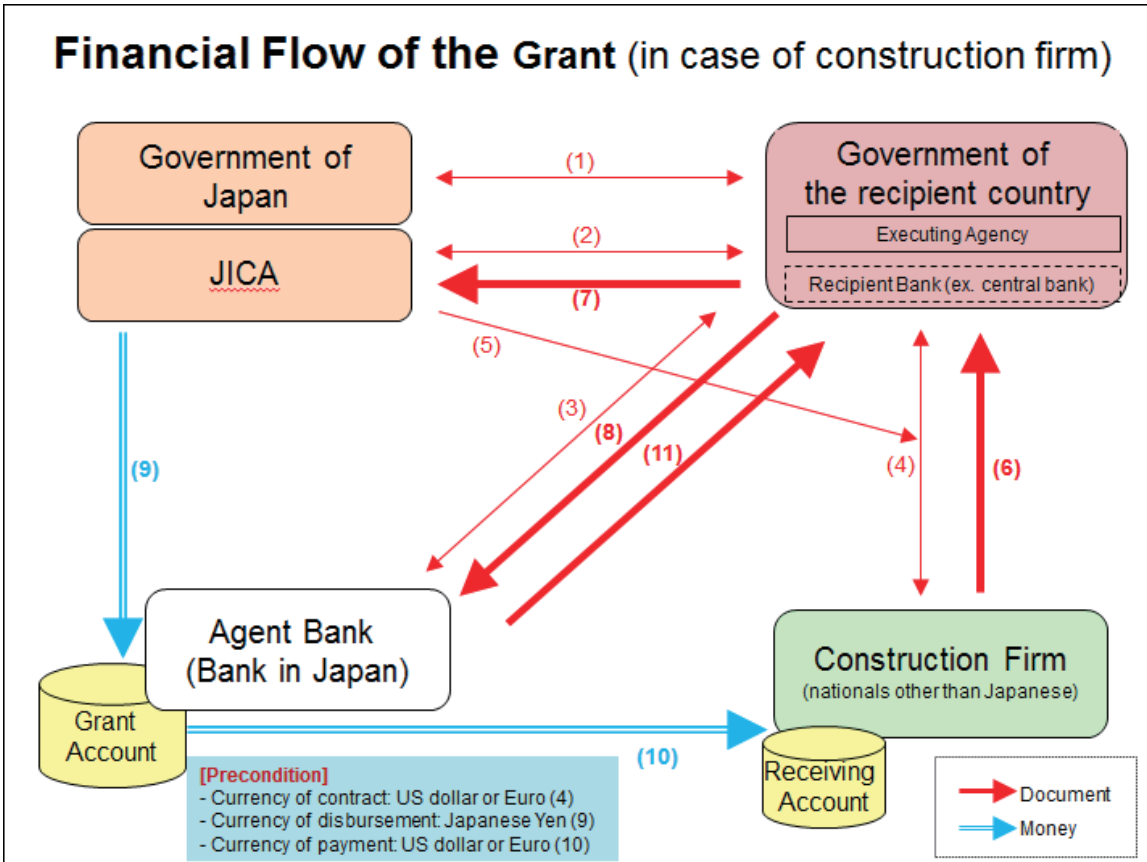 Financial Flow of the Grant (in case of construction firm)
Government of
Japan
(1)
Government of
the recipient country
Executing Agency
Recipient Bank (ex. central bank)
JICA
(2)
(7)
(5)
(3)
(8)
(11)
(4)
(6)
(9)
Agent Bank
(Bank in Japan)
Construction Firm
(nationals other than Japanese)
Grant
Account
(10)
Receiving
Account
[Precondition]
- Currency of contract: US dollar or Euro (4)
- Currency of disbursement: Japanese Yen (9)
- Currency of payment: US dollar or Euro (10)
Document
Money